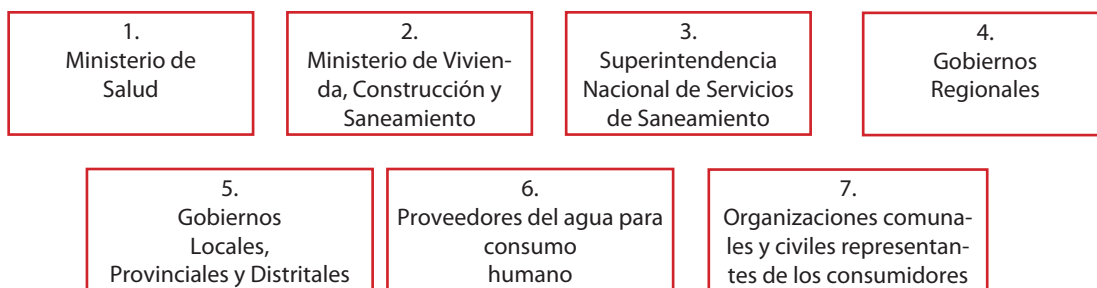 1.
Ministerio de
Salud
2.
Ministerio de Vivien-
da, Construcción y
Saneamiento
3.
Superintendencia
Nacional de Servicios
de Saneamiento
4.
Gobiernos
Regionales
5.
Gobiernos
Locales,
Provinciales y Distritales
6.
Proveedores del agua para
consumo
humano
7.
Organizaciones comuna-
les y civiles representan-
tes de los consumidores